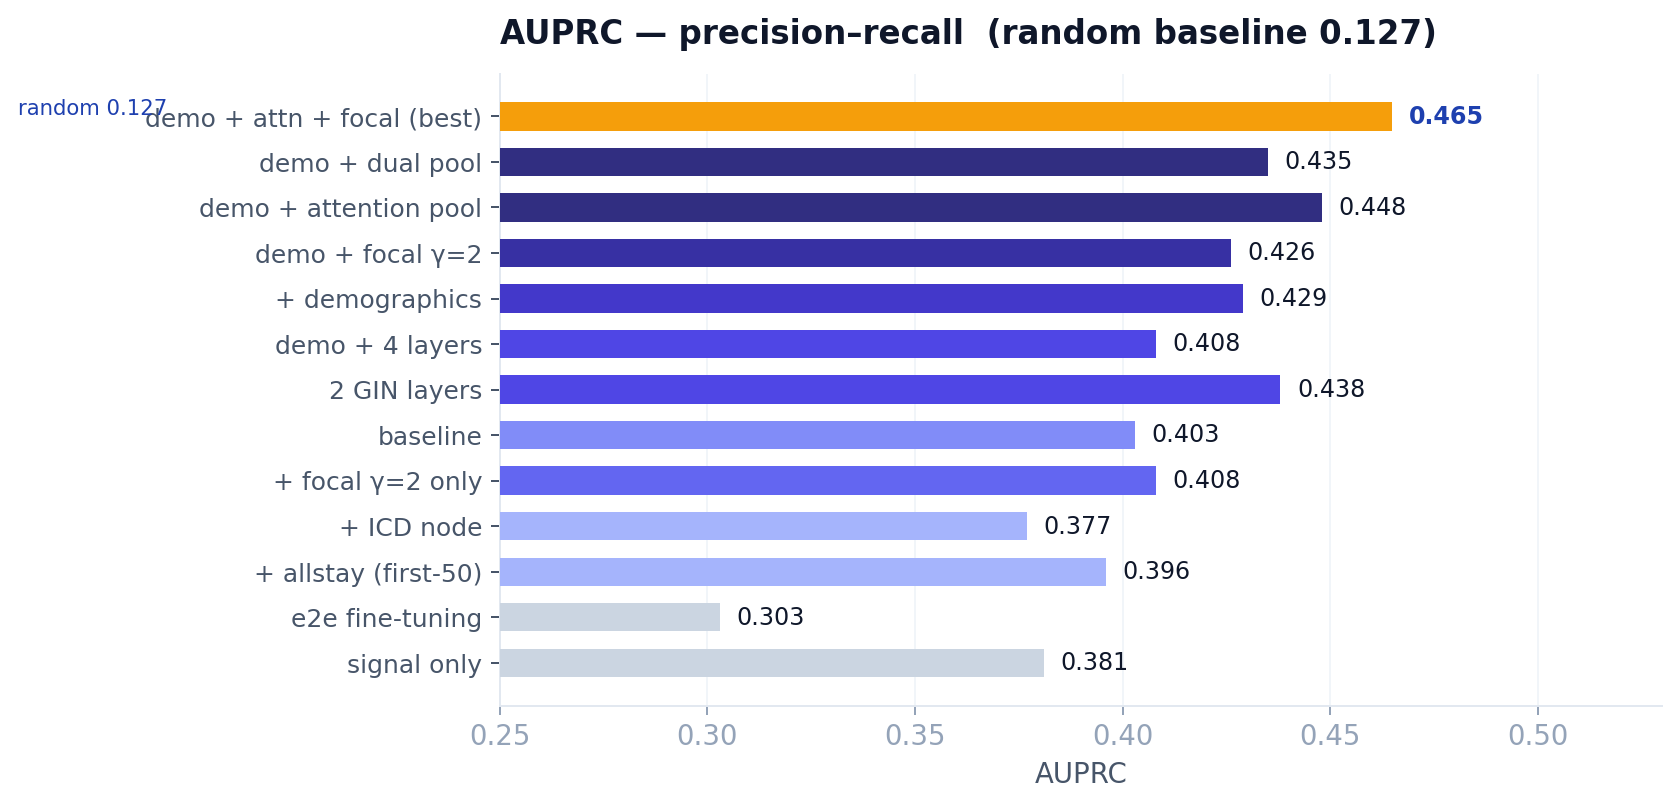 AUPRC — precision–recall  (random baseline 0.127)
random 0.127
demo + attn + focal (best) 0.465
demo + dual pool 0.435
demo + attention pool 0.448
demo + focal γ=2 0.426
+ demographics 0.429
demo + 4 layers 0.408
2 GIN layers 0.438
baseline 0.403
+ focal γ=2 only 0.408
+ ICD node 0.377
+ allstay (first-50) 0.396
e2e fine-tuning 0.303
signal only 0.381
0.25 0.30 0.35 0.40 0.45 0.50
AUPRC